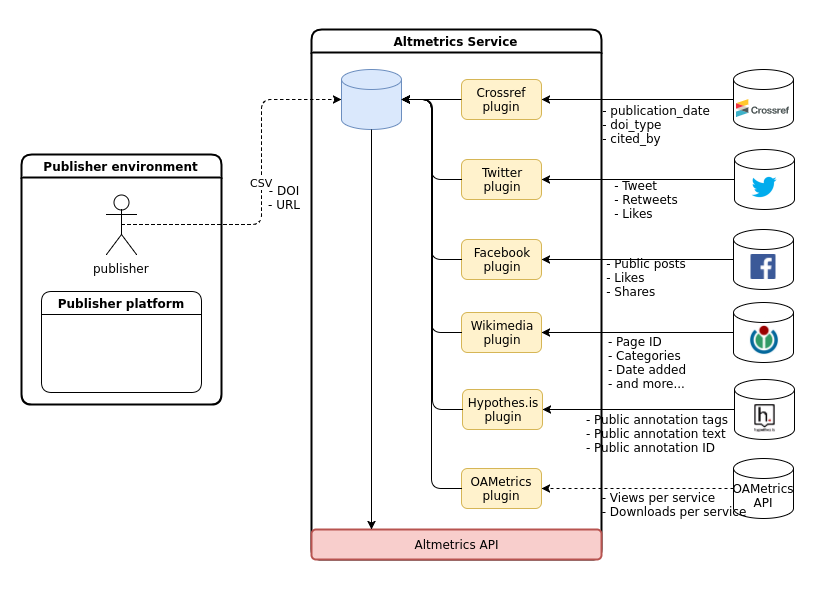 Altmetrics Service
Crossref
plugin
Crossref
- publication_date
- doi_type
- cited_by
Publisher environment
CSV
- DOI
- URL
publisher
Publisher platform
Twitter
plugin
- Tweet
- Retweets
- Likes
Facebook
plugin
- Public posts
- Likes
- Shares
Wikimedia
plugin
- Page ID
- Categories
- Date added
- and more...
Hypothes.is
plugin
h.
hypothes.is
- Public annotation tags
- Public annotation text
- Public annotation ID
OAMetrics
plugin
OAMetrics
API
- Views per service
- Downloads per service
Altmetrics API